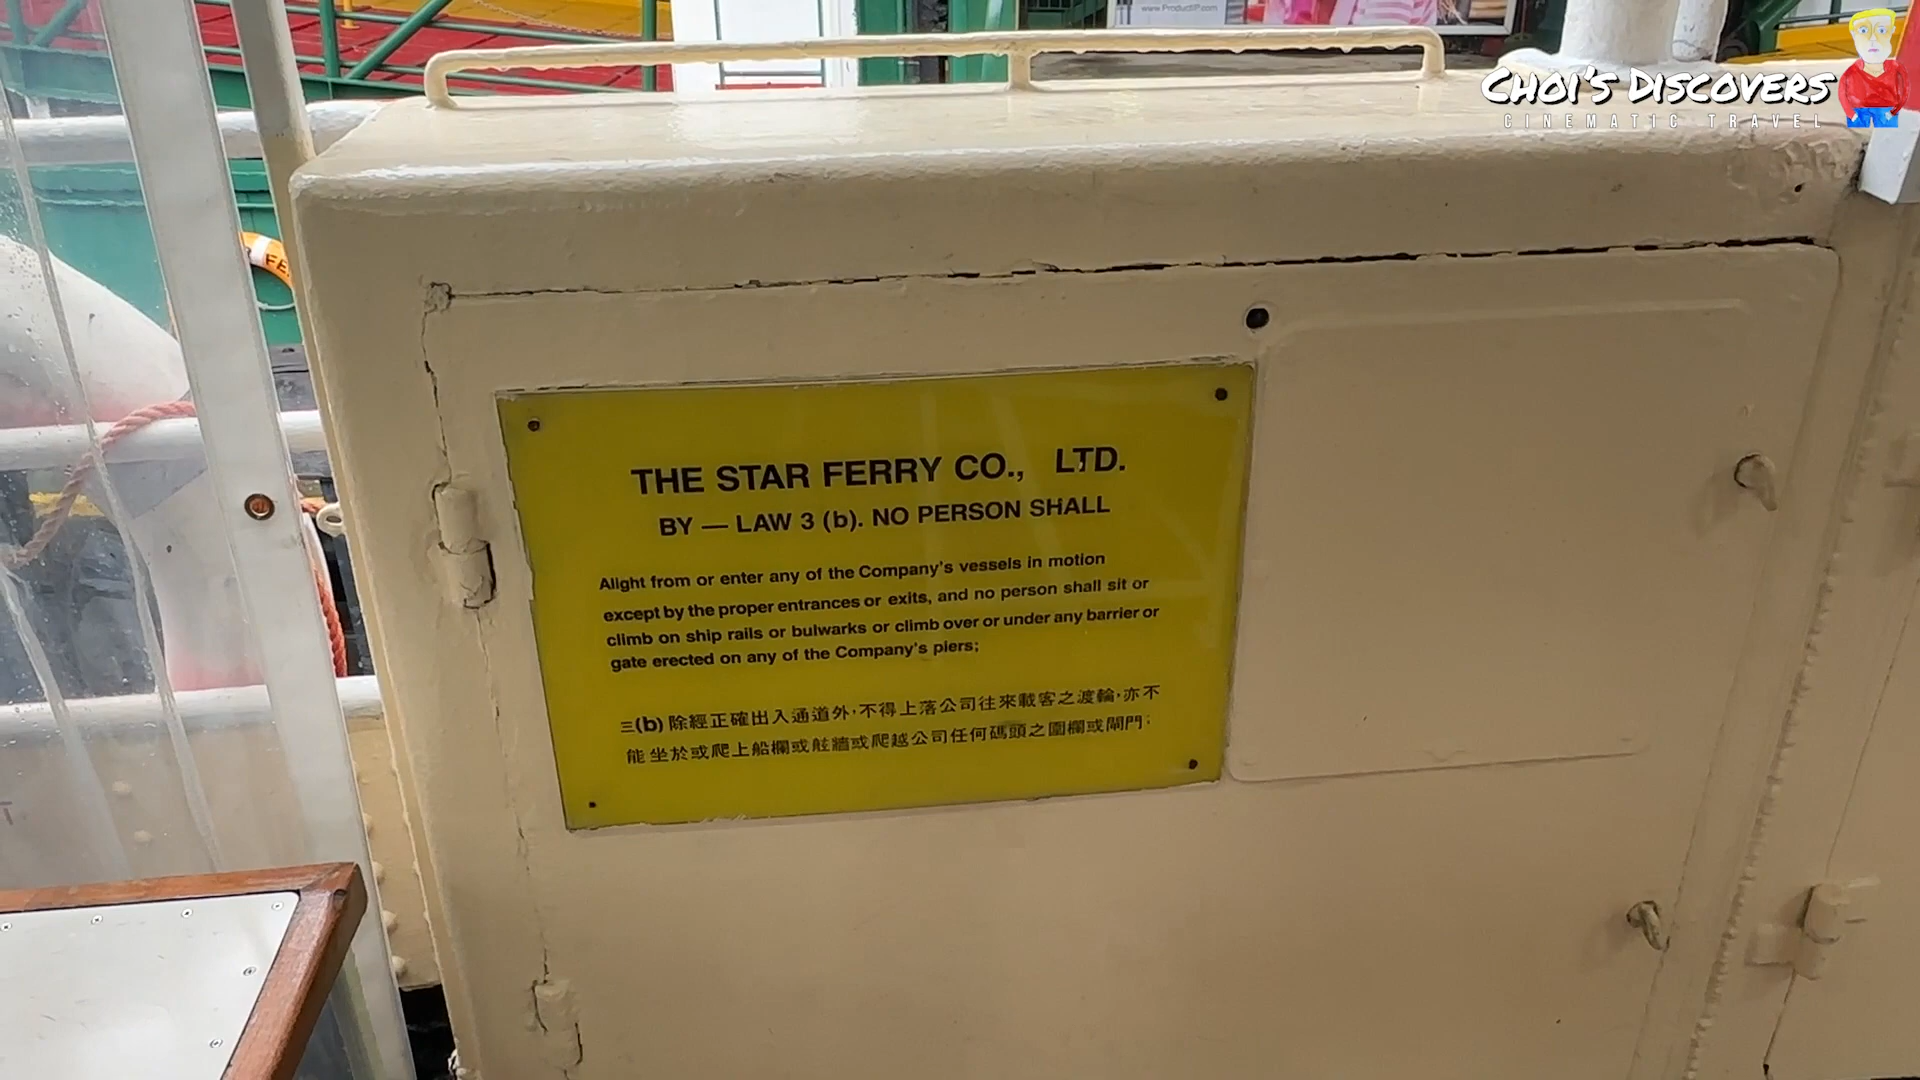 www.ProductIP.com
CHOI'S DISCOVERS
CINEMATIC TRAVEL
FE
THE STAR FERRY CO., LTD.
BY — LAW 3 (b). NO PERSON SHALL
Alight from or enter any of the Company's vessels in motion
except by the proper entrances or exits, and no person shall sit or
climb on ship rails or bulwarks or climb over or under any barrier or
gate erected on any of the Company's piers;
三(b) 除經正確出入通道外,不得上落公司往來載客之渡輪,亦不
能坐於或爬上船欄或舷牆或爬越公司任何碼頭之圍欄或閘門;